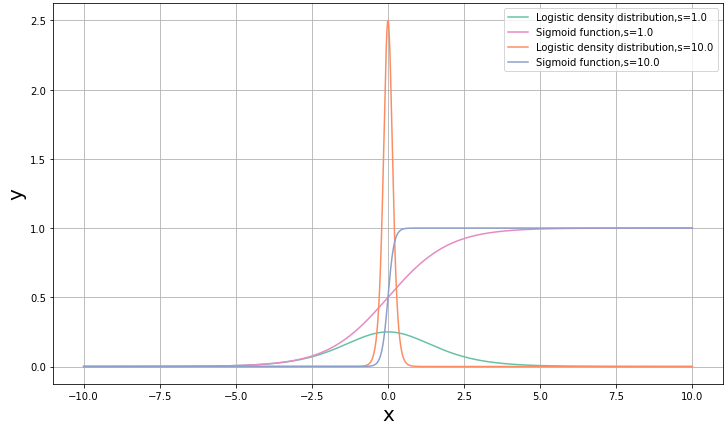 Logistic density distribution,s=1.0
Sigmoid function,s=1.0
Logistic density distribution,s=10.0
Sigmoid function,s=10.0
2.5
2.0
1.5
y
1.0
0.5
0.0
−10.0 −7.5 −5.0 −2.5 0.0 2.5 5.0 7.5 10.0
x